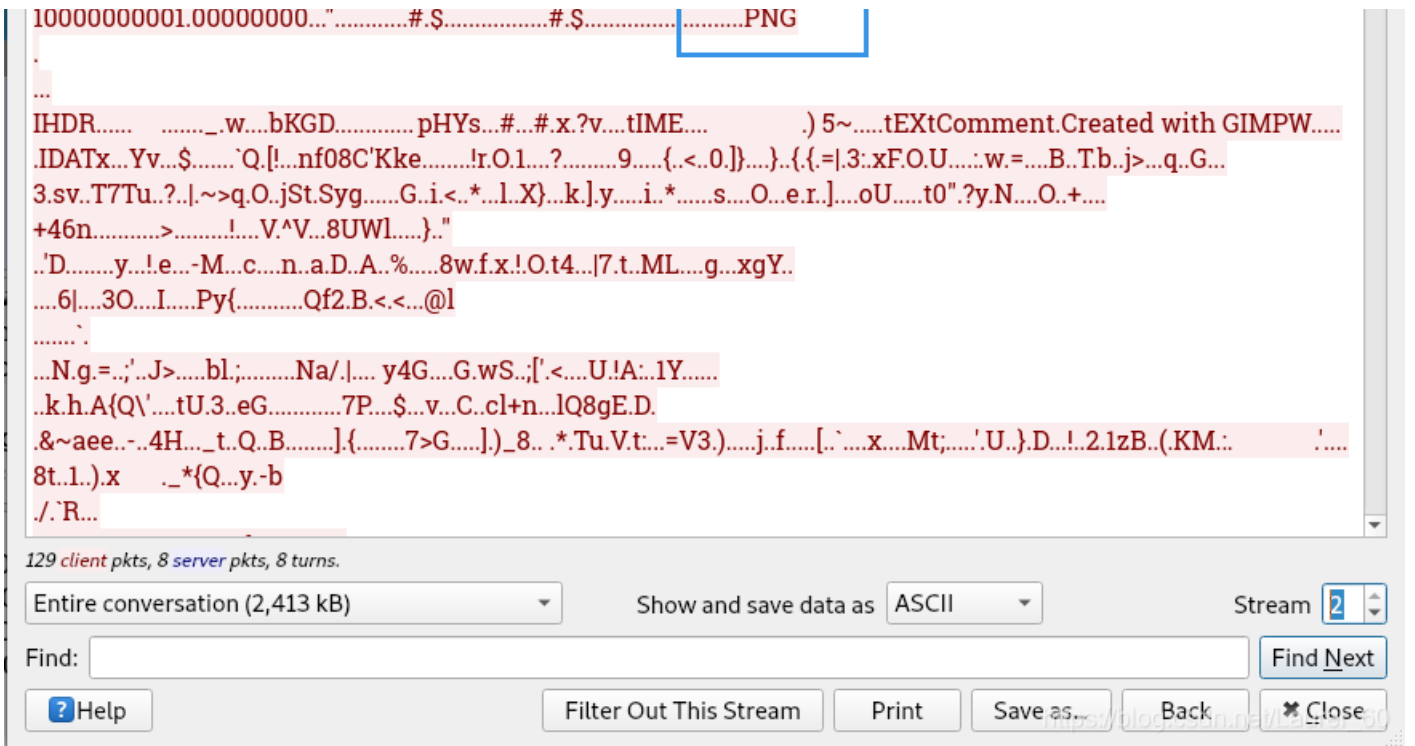 10000000001.00000000..."............#.$.................#.$..........................PNG
.
...
IHDR...... ......._.w....bKGD............. pHYs...#...#.x.?v....tIME.... .) 5~.....tEXtComment.Created with GIMPW.....
.IDATx...Yv...$.......`Q.[!...nf08C'Kke........!r.O.1....?.........9.....{..<..0.]}....}..{.{.=|.3:.xF.O.U....:.w.=....B..T.b..j>...q..G...
3.sv..T7Tu..?..|.~>q.O..jSt.Syg......G..i.<..*...l..X}...k.].y.....i..*......s....O...e.r..]....oU.....t0".?y.N....O..+....
+46n...........>.........!....V.^V...8UWl.....}.."
..'D........y...!.e...-M...c....n..a.D..A..%.....8w.f.x.!.O.t4...|7.t..ML....g...xgY..
....6|....3O....I.....Py{...........Qf2.B.<.<...@l
.......`.
...N.g.=..;'..J>.....bl.;.........Na/.|.... y4G....G.wS..;['.<....U.!A:..1Y......
..k.h.A{Q\'....tU.3..eG............7P....$...v...C..cl+n...lQ8gE.D.
.&~aee..-..4H..._t..Q..B........].{........7>G.....].)_8.. .*.Tu.V.t:...=V3.).....j..f.....[..`....x....Mt;.....'.U..}.D...!..2.1zB..(.KM.:. .'....
8t..1..).x ._*{Q...y.-b
./.`R...
129 client pkts, 8 server pkts, 8 turns.
Entire conversation (2,413 kB) Show and save data as ASCII Stream 2
Find: Find Next
Help Filter Out This Stream Print Save as... Back Close